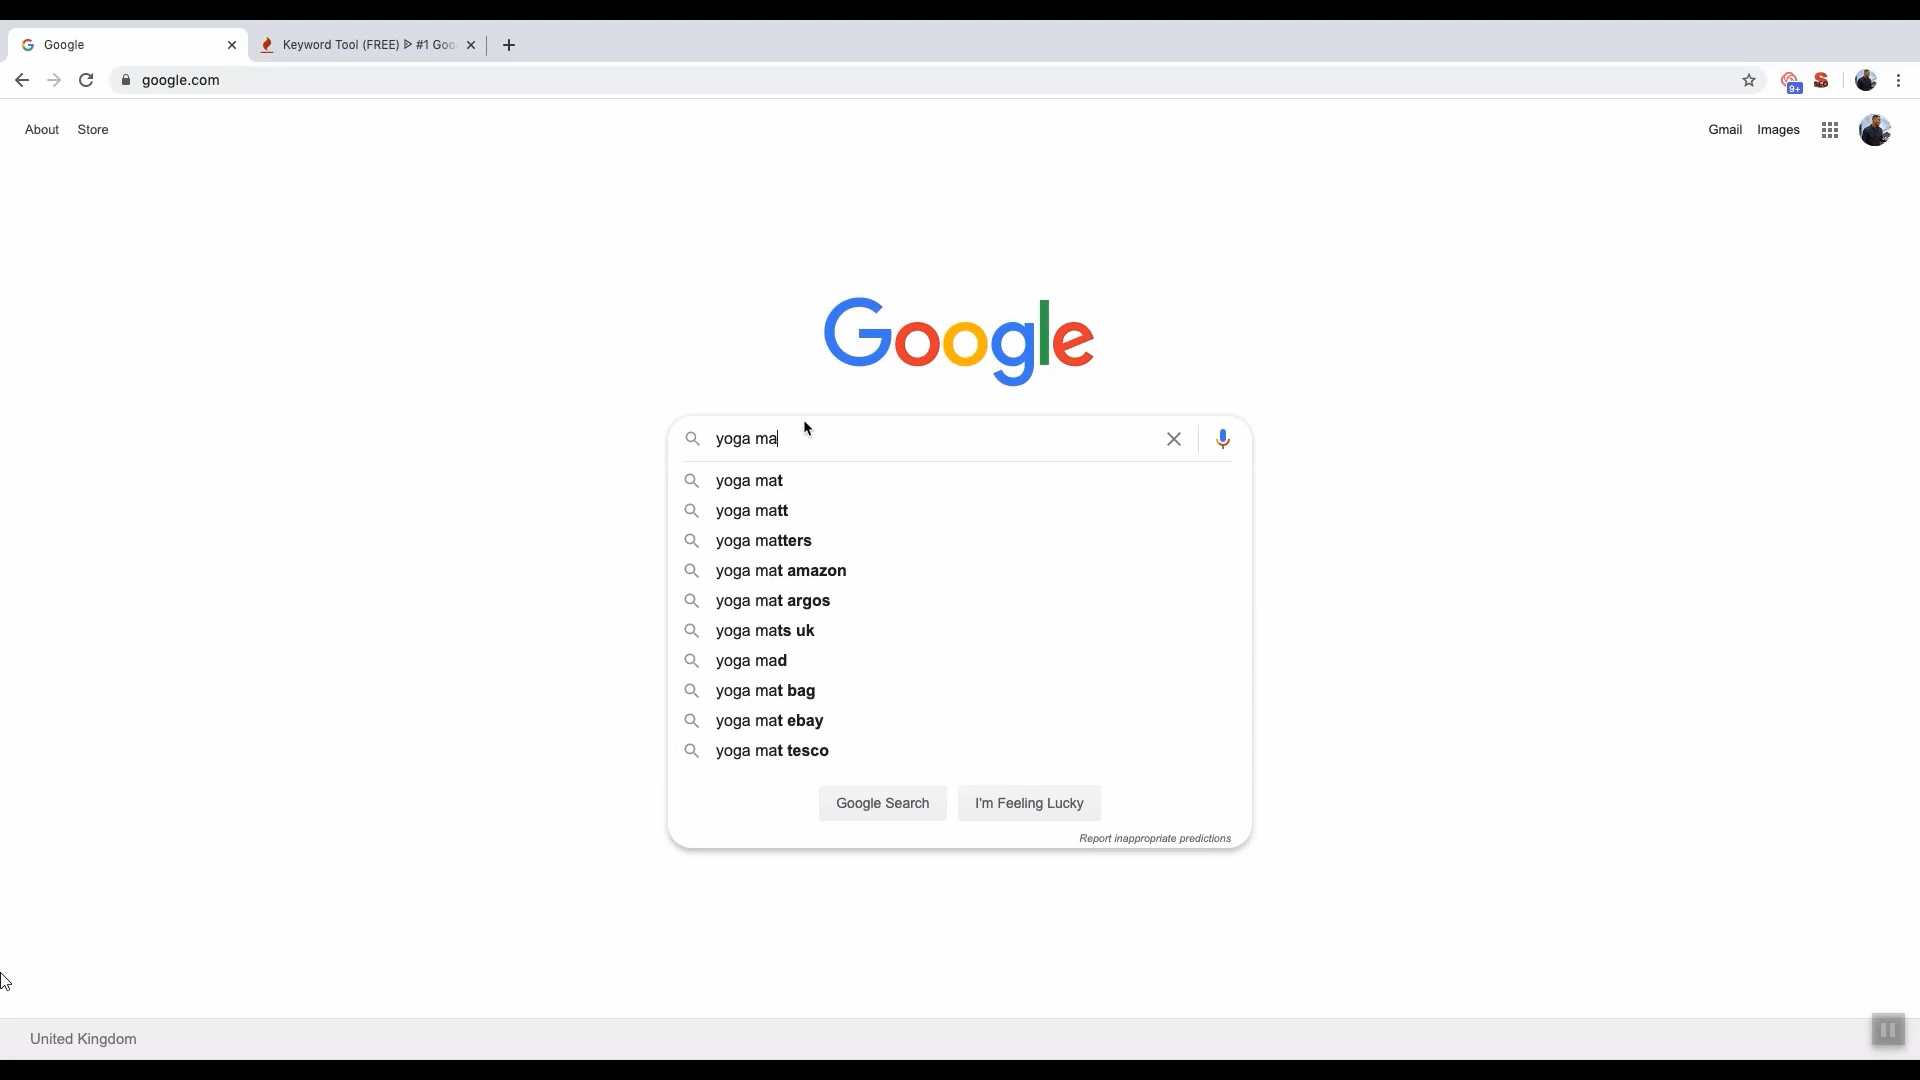 Google
Keyword Tool (FREE) ᐈ #1 Goo
google.com
9+
SEO
About Store
Gmail Images
Google
yoga ma
yoga mat
yoga matt
yoga matters
yoga mat amazon
yoga mat argos
yoga mats uk
yoga mad
yoga mat bag
yoga mat ebay
yoga mat tesco
Google Search I'm Feeling Lucky
Report inappropriate predictions
United Kingdom